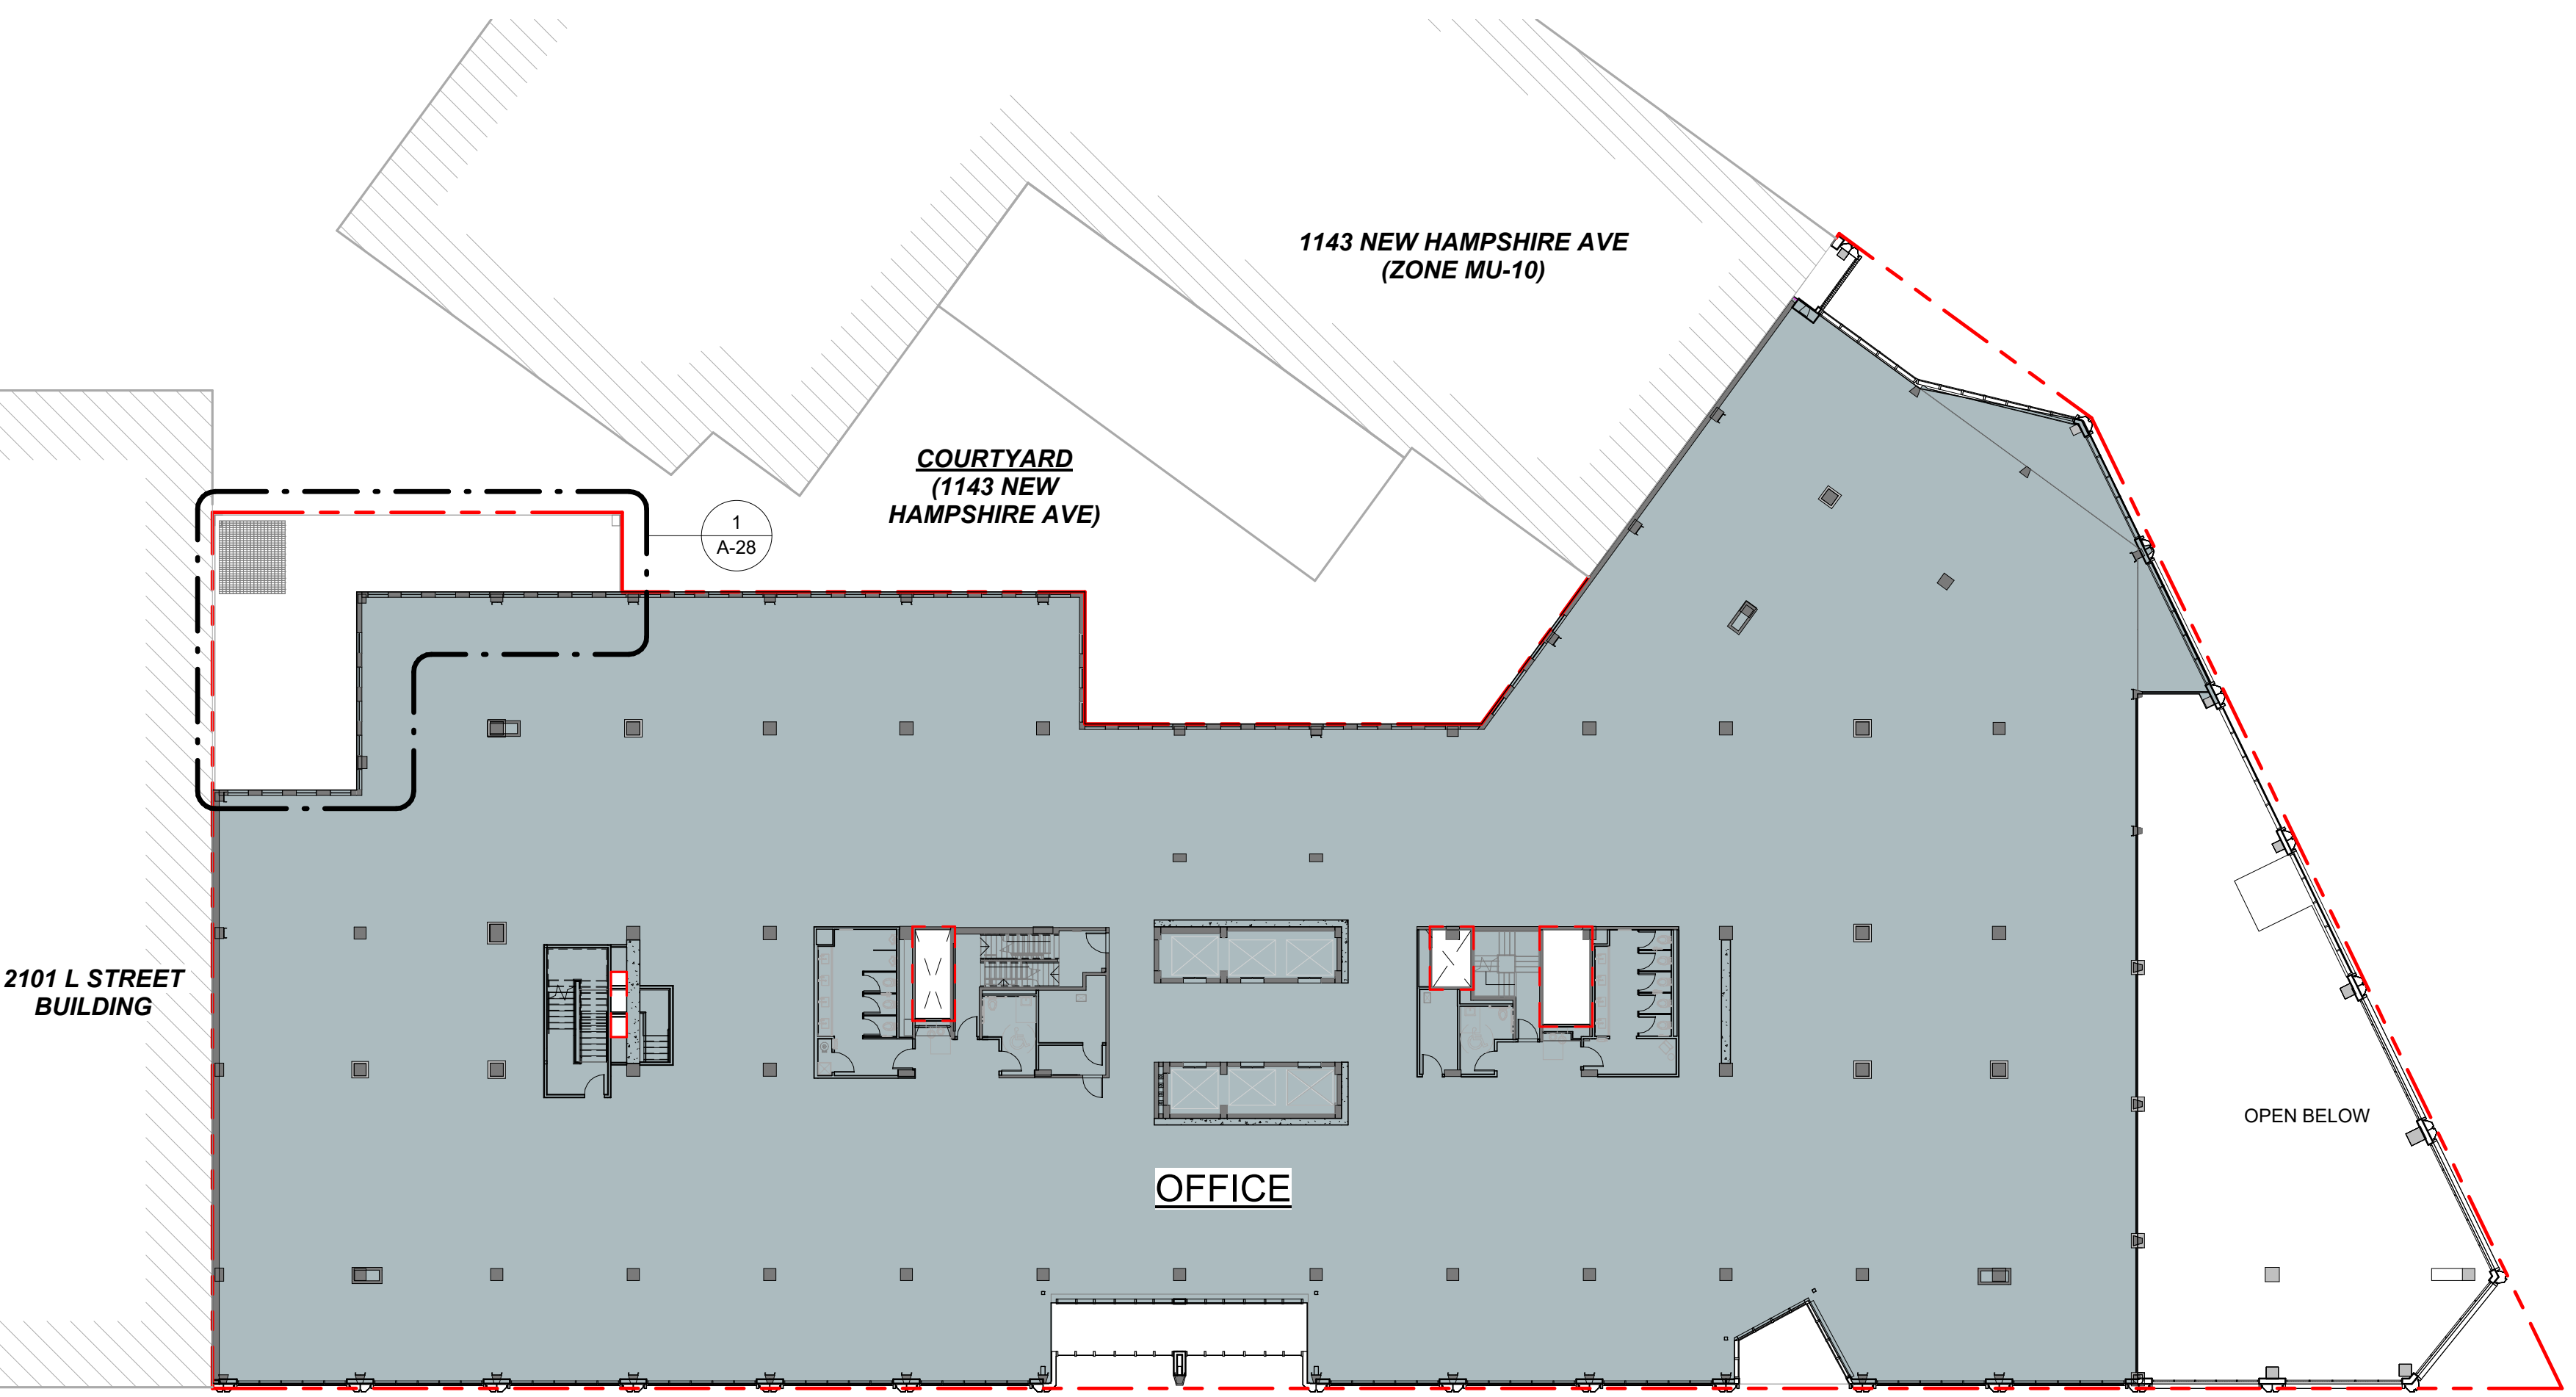 1143 NEW HAMPSHIRE AVE
(ZONE MU-10)
COURTYARD
(1143 NEW
HAMPSHIRE AVE)
1
A-28
2101 L STREET
BUILDING
OPEN BELOW
OFFICE